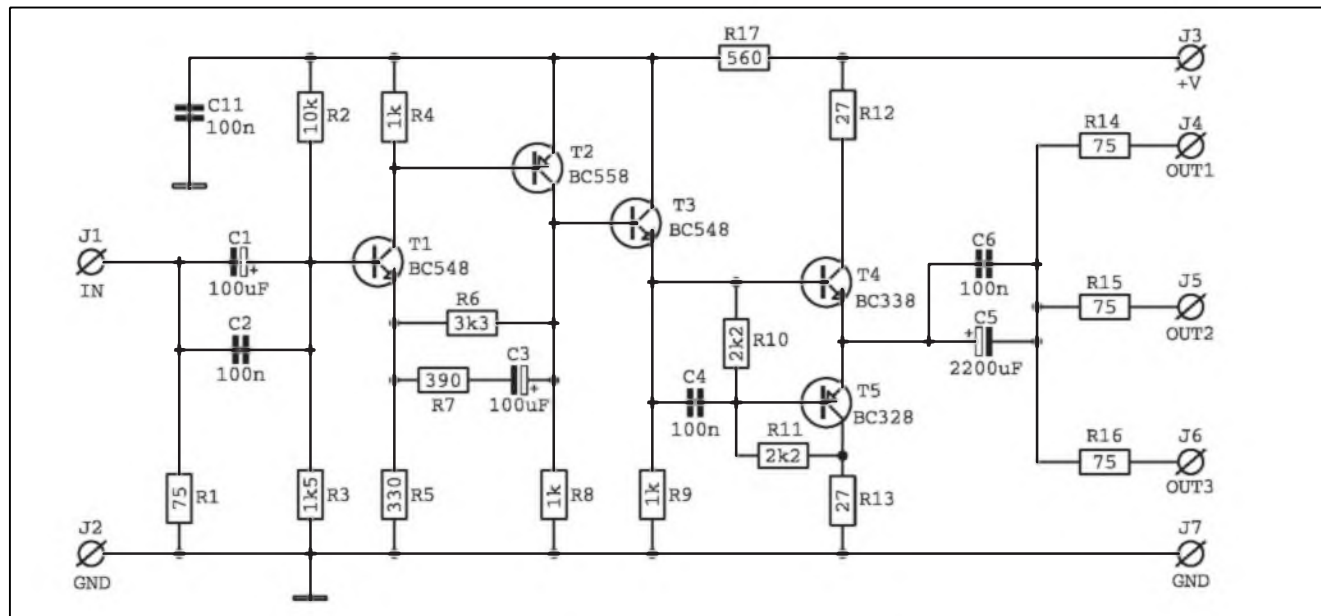 R17
J3
560
+V
C11
100n
10k
R2
1k
R4
27
R12
R14
J4
75
OUT1
T2
BC558
T3
BC548
J1
IN
C1
100uF
T1
BC548
C6
100n
T4
BC338
R6
3k3
R10
2k2
R15
J5
75
OUT2
C2
100n
C5
2200uF
390
R7
C3
100uF
C4
100n
T5
BC328
R11
2k2
R16
J6
75
OUT3
75
R1
1k5
R3
330
R5
1k
R8
1k
R9
27
R13
J2
GND
J7
GND